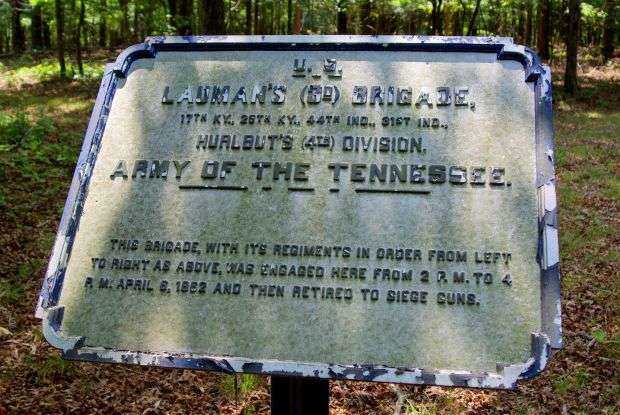 U.S.
LAUMAN'S (3D) BRIGADE,
17TH KY., 25TH KY., 44TH IND., 31ST IND.,
HURLBUT'S (4TH) DIVISION,
ARMY OF THE TENNESSEE.
THIS BRIGADE, WITH ITS REGIMENTS IN ORDER FROM LEFT
TO RIGHT AS ABOVE, WAS ENGAGED HERE FROM 2 P.M. TO 4
P.M. APRIL 6, 1862 AND THEN RETIRED TO SIEGE GUNS.